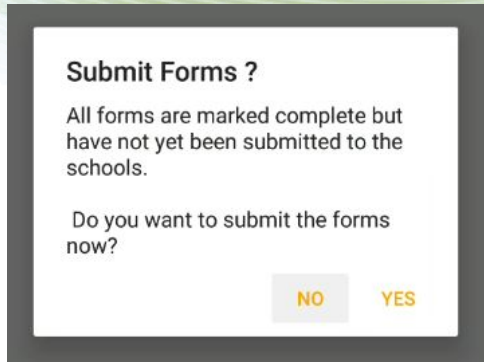 Submit Forms ?
All forms are marked complete but
have not yet been submitted to the
schools.
Do you want to submit the forms
now?
NO YES